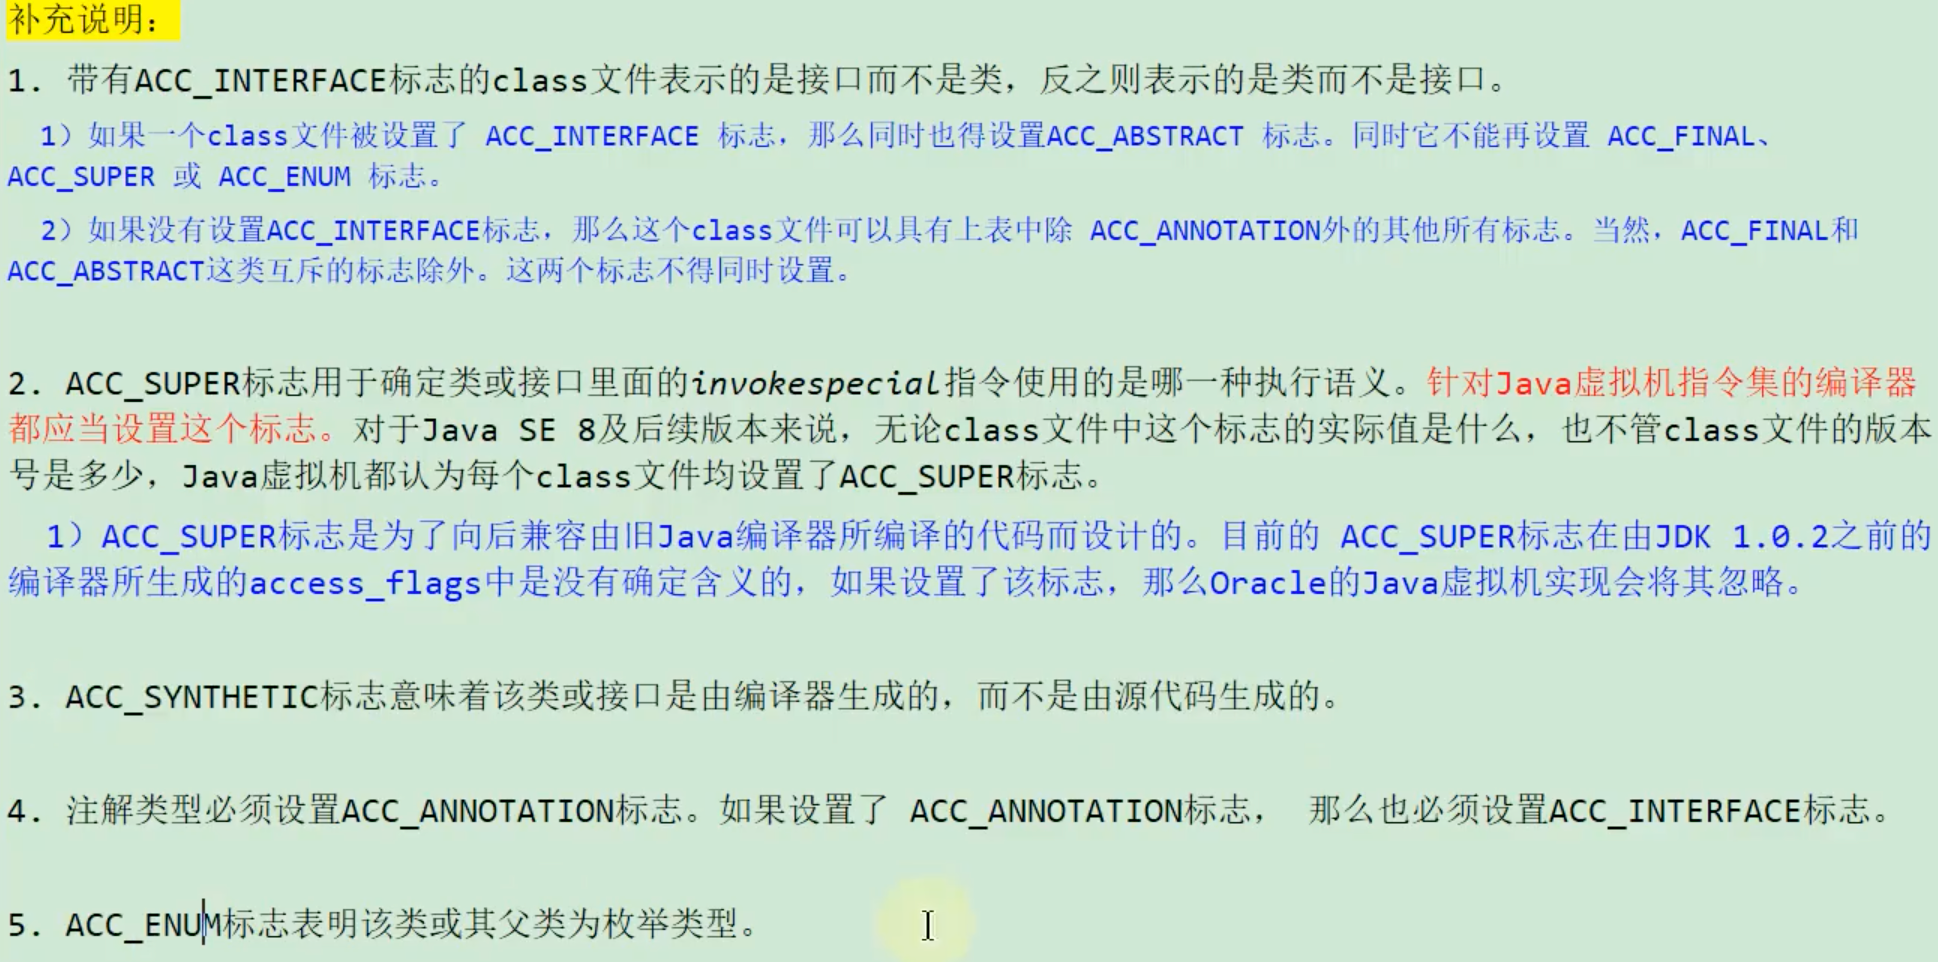 补充说明：
1. 带有ACC_INTERFACE标志的class文件表示的是接口而不是类，反之则表示的是类而不是接口。
1）如果一个class文件被设置了 ACC_INTERFACE 标志，那么同时也得设置ACC_ABSTRACT 标志。同时它不能再设置 ACC_FINAL、
ACC_SUPER 或 ACC_ENUM 标志。
2）如果没有设置ACC_INTERFACE标志，那么这个class文件可以具有上表中除 ACC_ANNOTATION外的其他所有标志。当然，ACC_FINAL和
ACC_ABSTRACT这类互斥的标志除外。这两个标志不得同时设置。
2. ACC_SUPER标志用于确定类或接口里面的invokespecial指令使用的是哪一种执行语义。针对Java虚拟机指令集的编译器
都应当设置这个标志。对于Java SE 8及后续版本来说，无论class文件中这个标志的实际值是什么，也不管class文件的版本
号是多少，Java虚拟机都认为每个class文件均设置了ACC_SUPER标志。
1）ACC_SUPER标志是为了向后兼容由旧Java编译器所编译的代码而设计的。目前的 ACC_SUPER标志在由JDK 1.0.2之前的
编译器所生成的access_flags中是没有确定含义的，如果设置了该标志，那么Oracle的Java虚拟机实现会将其忽略。
3. ACC_SYNTHETIC标志意味着该类或接口是由编译器生成的，而不是由源代码生成的。
4. 注解类型必须设置ACC_ANNOTATION标志。如果设置了 ACC_ANNOTATION标志， 那么也必须设置ACC_INTERFACE标志。
5. ACC_ENUM标志表明该类或其父类为枚举类型。